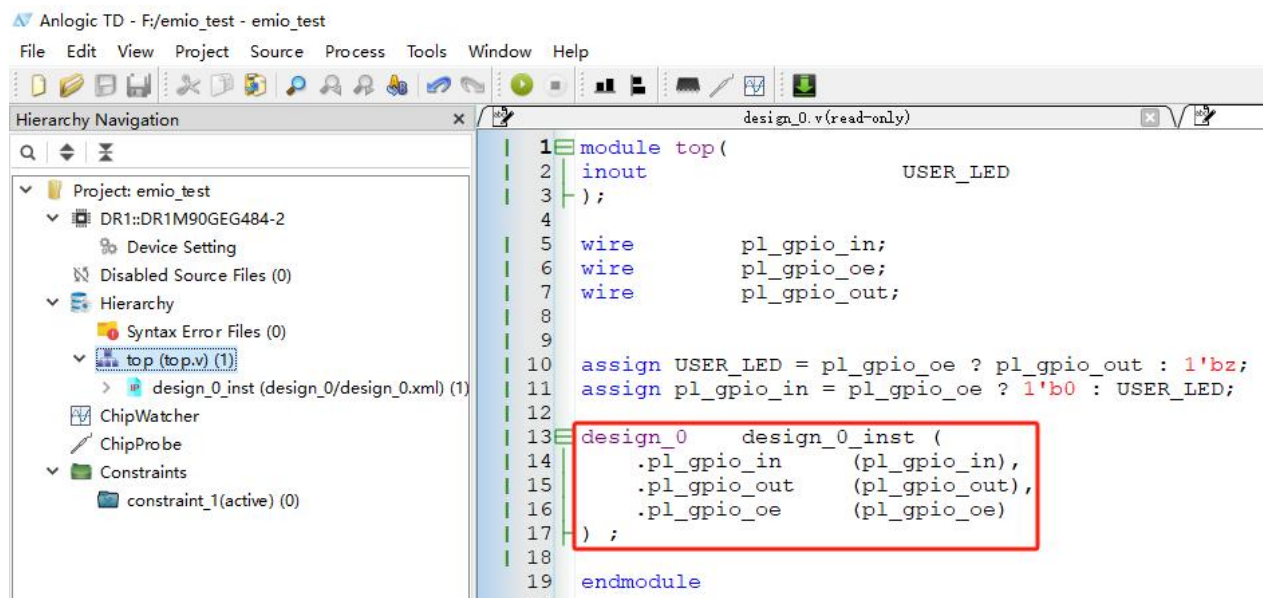 Anlogic TD - F:/emio_test - emio_test
File Edit View Project Source Process Tools Window Help
Hierarchy Navigation
design_0.v(read-only)
Project: emio_test
DR1::DR1M90GEG484-2
Device Setting
Disabled Source Files (0)
Hierarchy
Syntax Error Files (0)
top (top.v) (1)
design_0_inst (design_0/design_0.xml) (1)
ChipWatcher
ChipProbe
Constraints
constraint_1(active) (0)
1 module top(
2 inout USER_LED
3 );
4
5 wire pl_gpio_in;
6 wire pl_gpio_oe;
7 wire pl_gpio_out;
8
9
10 assign USER_LED = pl_gpio_oe ? pl_gpio_out : 1'bz;
11 assign pl_gpio_in = pl_gpio_oe ? 1'b0 : USER_LED;
12
13 design_0 design_0_inst (
14 .pl_gpio_in (pl_gpio_in),
15 .pl_gpio_out (pl_gpio_out),
16 .pl_gpio_oe (pl_gpio_oe)
17 ) ;
18
19 endmodule